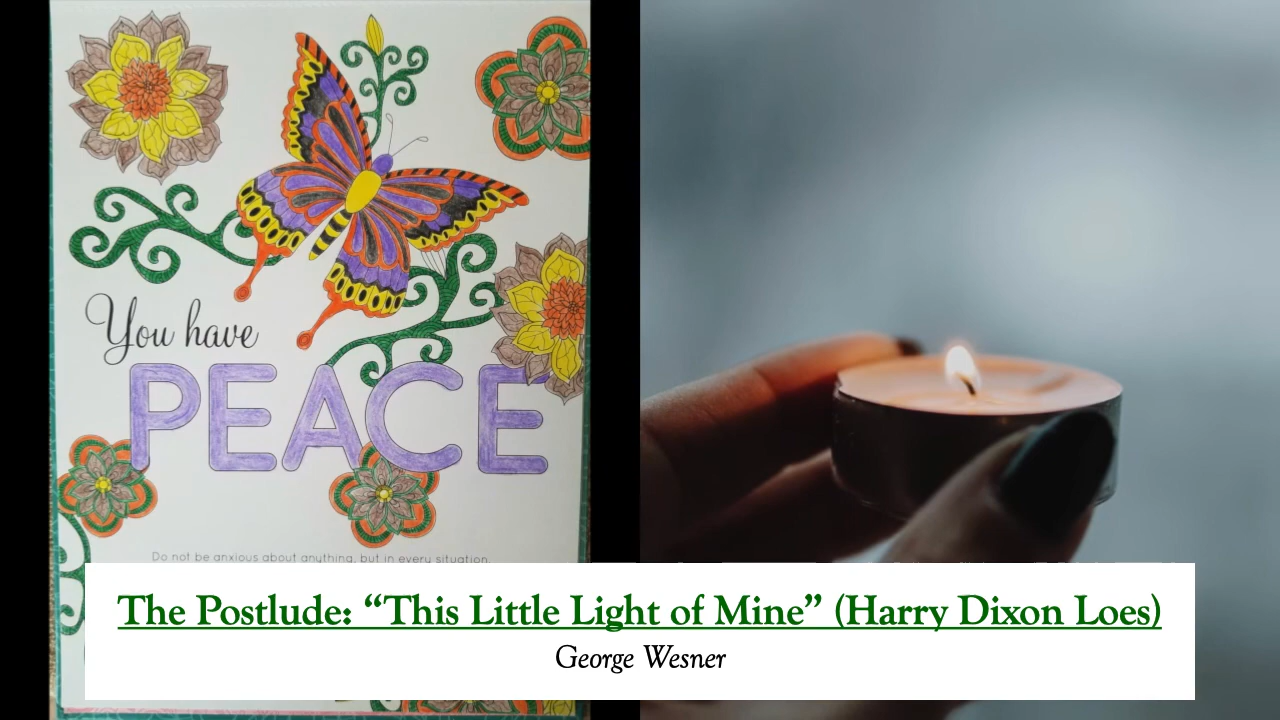 You have
PEACE
Do not be anxious about anything, but in every situation,
The Postlude: “This Little Light of Mine” (Harry Dixon Loes)
George Wesner